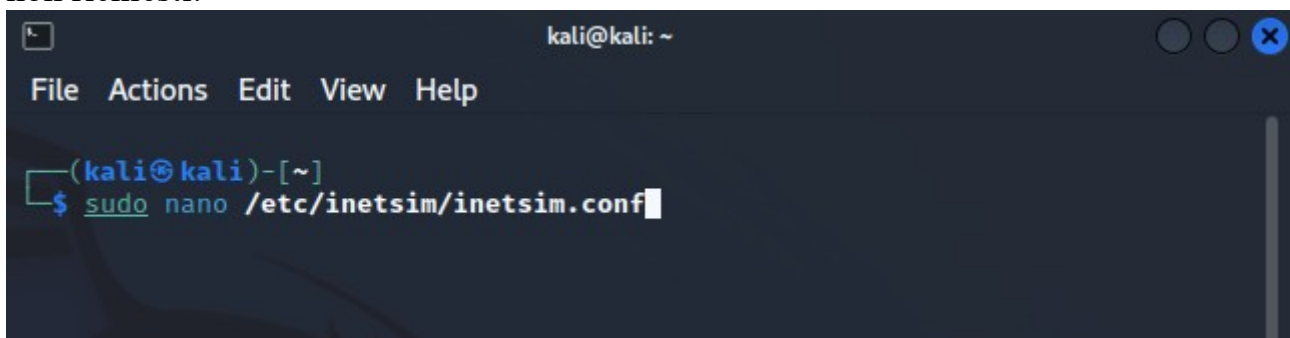 kali@kali: ~
File Actions Edit View Help
(kali㉿kali)-[~]
$ sudo nano /etc/inetsim/inetsim.conf